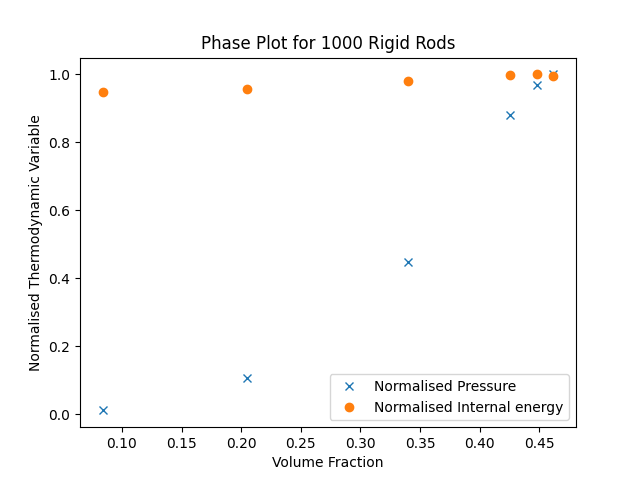 Phase Plot for 1000 Rigid Rods
Normalised Thermodynamic Variable
1.0
0.8
0.6
0.4
0.2
0.0
Normalised Pressure
Normalised Internal energy
0.10 0.15 0.20 0.25 0.30 0.35 0.40 0.45
Volume Fraction